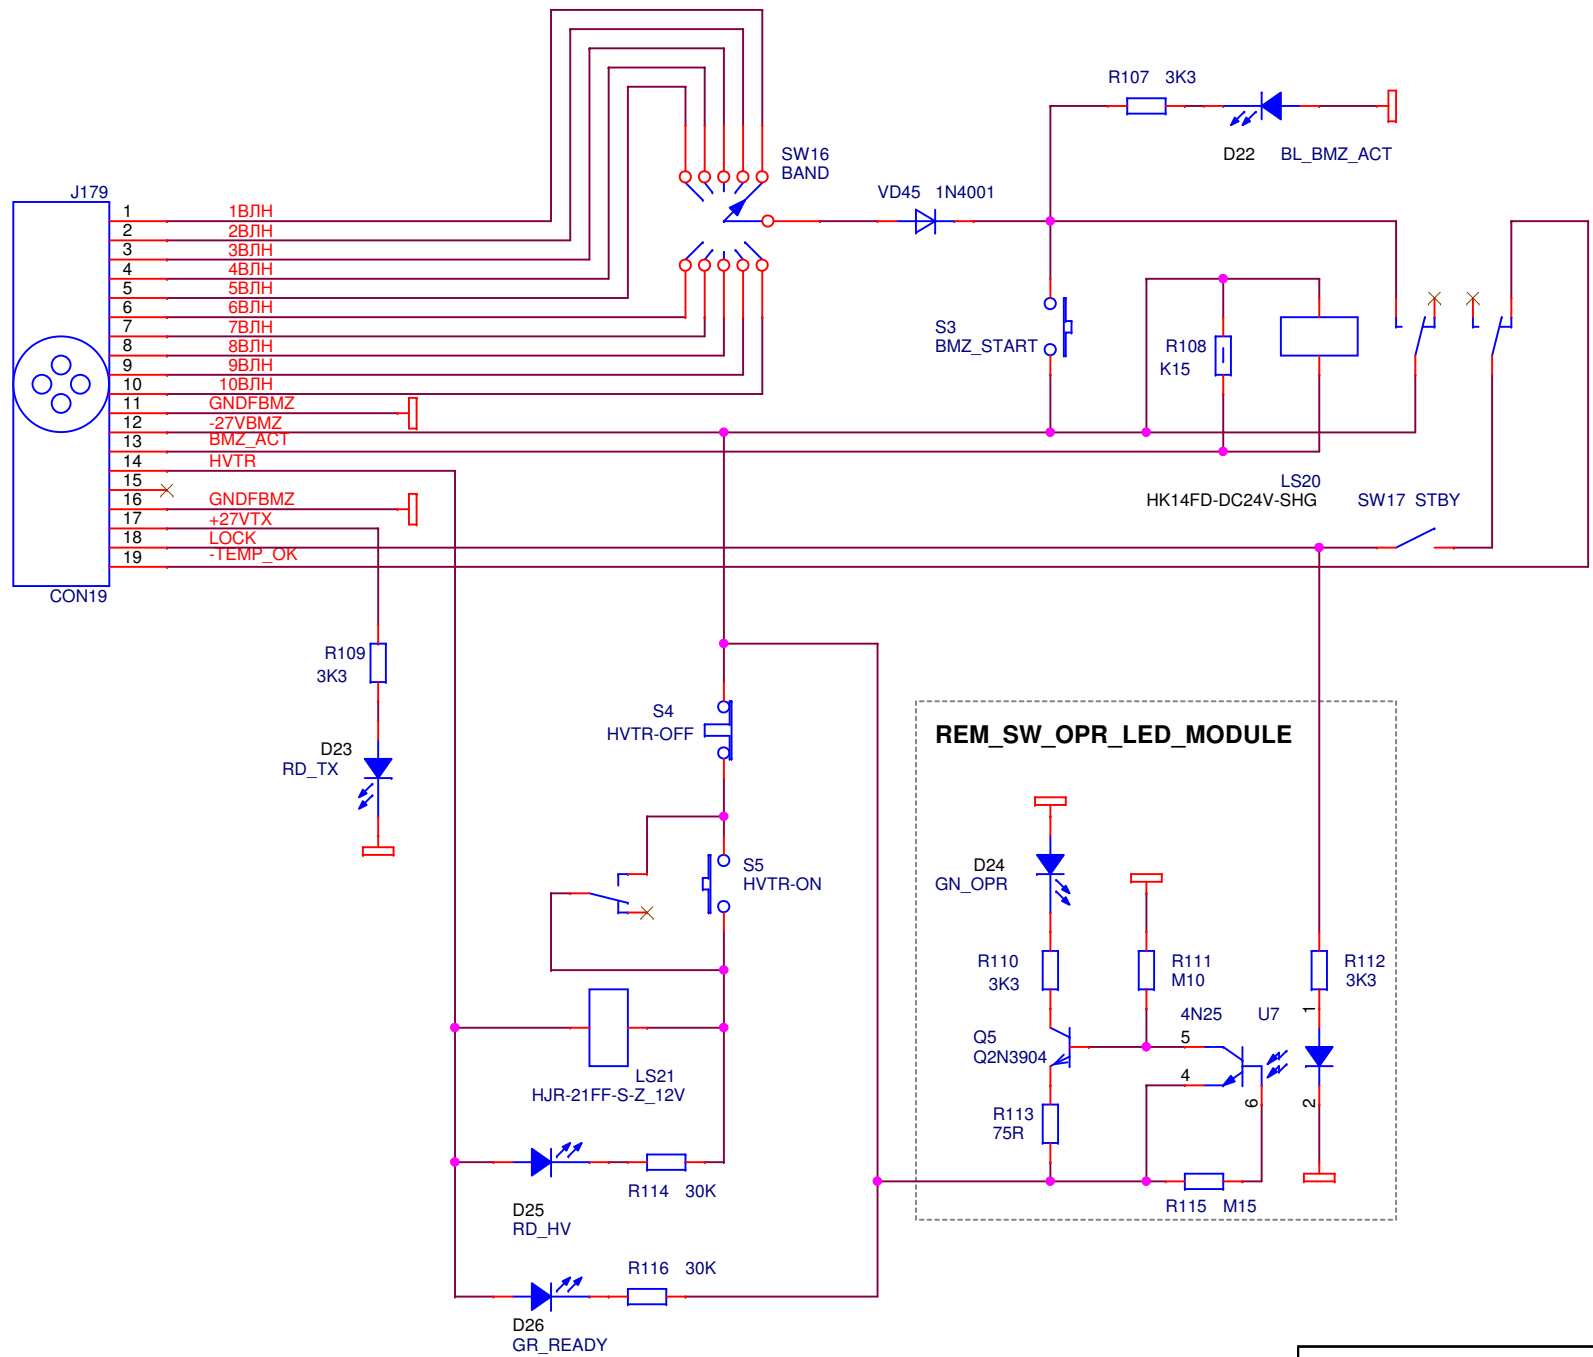 R107 3K3
D22 BL_BMZ_ACT
SW16
BAND
VD45 1N4001
J179
1 1ВЛН
2 2ВЛН
3 3ВЛН
4 4ВЛН
5 5ВЛН
6 6ВЛН
7 7ВЛН
8 8ВЛН
9 9ВЛН
10 10ВЛН
11 GNDFBMZ
12 -27VBMZ
13 BMZ_ACT
14 HVTR
15
16 GNDFBMZ
17 +27VTX
18 LOCK
19 -TEMP_OK
CON19
S3
BMZ_START
R108
K15
LS20
HK14FD-DC24V-SHG
SW17 STBY
R109
3K3
D23
RD_TX
S4
HVTR-OFF
S5
HVTR-ON
LS21
HJR-21FF-S-Z_12V
R114 30K
D25
RD_HV
R116 30K
D26
GR_READY
REM_SW_OPR_LED_MODULE
D24
GN_OPR
R110
3K3
R111
M10
R112
3K3
4N25 U7
1
5
4
6
2
Q5
Q2N3904
R113
75R
R115 M15